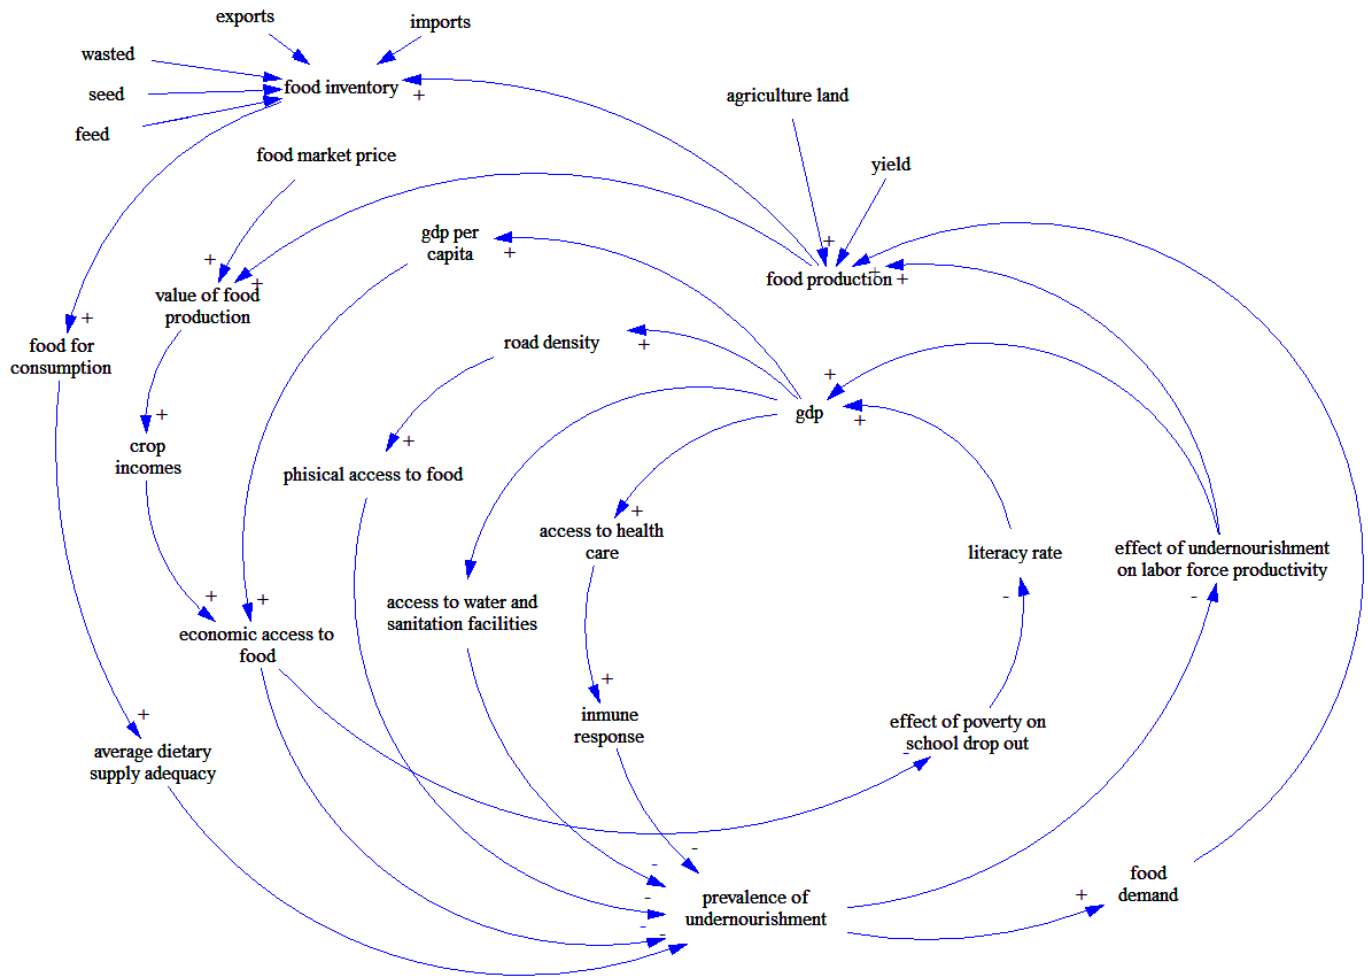 exports
imports
wasted
food inventory
seed
feed
+
agriculture land
food market price
yield
gdp per
capita
+
+
+
food production
+
+
value of food
production
+
+
food for
consumption
road density
+
+
gdp
+
+
crop
incomes
+
phisical access to food
+
access to health
care
literacy rate
effect of undernourishment
on labor force productivity
-
-
access to water and
sanitation facilities
+
+
economic access to
food
+
inmune
response
+
average dietary
supply adequacy
effect of poverty on
school drop out
-
-
-
-
-
-
prevalence of
undernourishment
+
food
demand